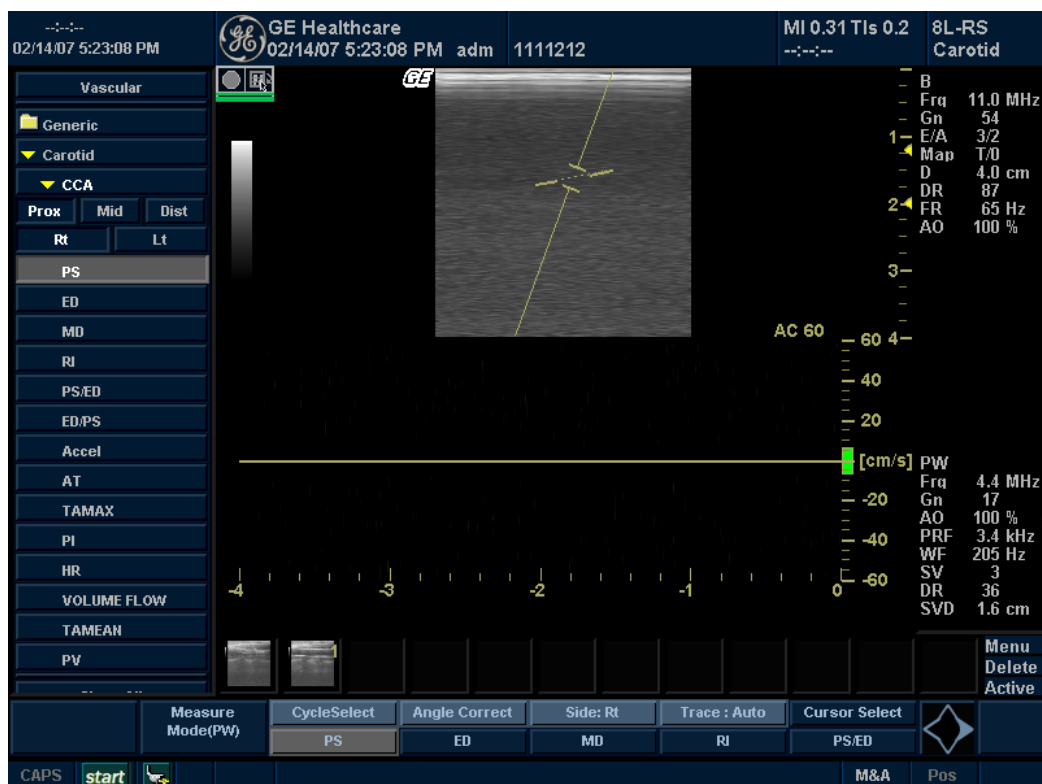 --:--:--
02/14/07 5:23:08 PM
GE Healthcare
02/14/07 5:23:08 PM adm 1111212
MI 0.31 TIs 0.2
--:--:--
8L-RS
Carotid
Vascular
Generic
Carotid
CCA
Prox Mid Dist
Rt Lt
PS
ED
MD
RI
PS/ED
ED/PS
Accel
AT
TAMAX
PI
HR
VOLUME FLOW
TAMEAN
PV
GE
1
2
3
4
B
Frq 11.0 MHz
Gn 54
E/A 3/2
Map T/0
D 4.0 cm
DR 87
FR 65 Hz
AO 100 %
AC 60
60
40
20
[cm/s]
-20
-40
-60
-4 -3 -2 -1 0
PW
Frq 4.4 MHz
Gn 17
AO 100 %
PRF 3.4 kHz
WF 205 Hz
SV 3
DR 36
SVD 1.6 cm
1
Menu
Delete
Active
Measure
Mode(PW)
CycleSelect Angle Correct Side: Rt Trace : Auto Cursor Select
PS ED MD RI PS/ED
CAPS start M&A Pos